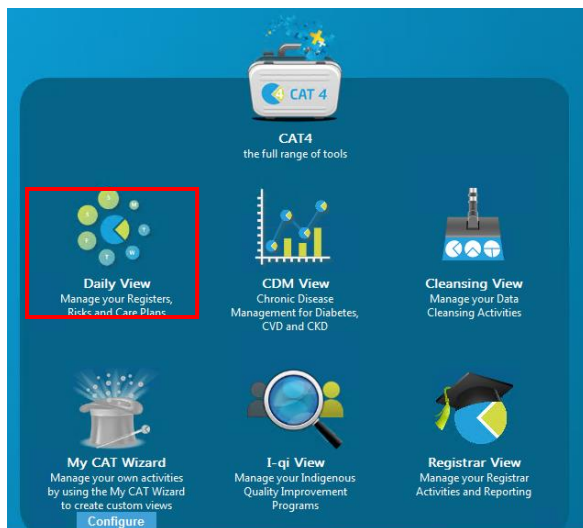 CAT 4
CAT4
the full range of tools
Daily View
Manage your Registers,
Risks and Care Plans
CDM View
Chronic Disease
Management for Diabetes,
CVD and CKD
Cleansing View
Manage your Data
Cleansing Activities
My CAT Wizard
Manage your own activities
by using the My CAT Wizard
to create custom views
Configure
I-qi View
Manage your Indigenous
Quality Improvement
Programs
Registrar View
Manage your Registrar
Activities and Reporting